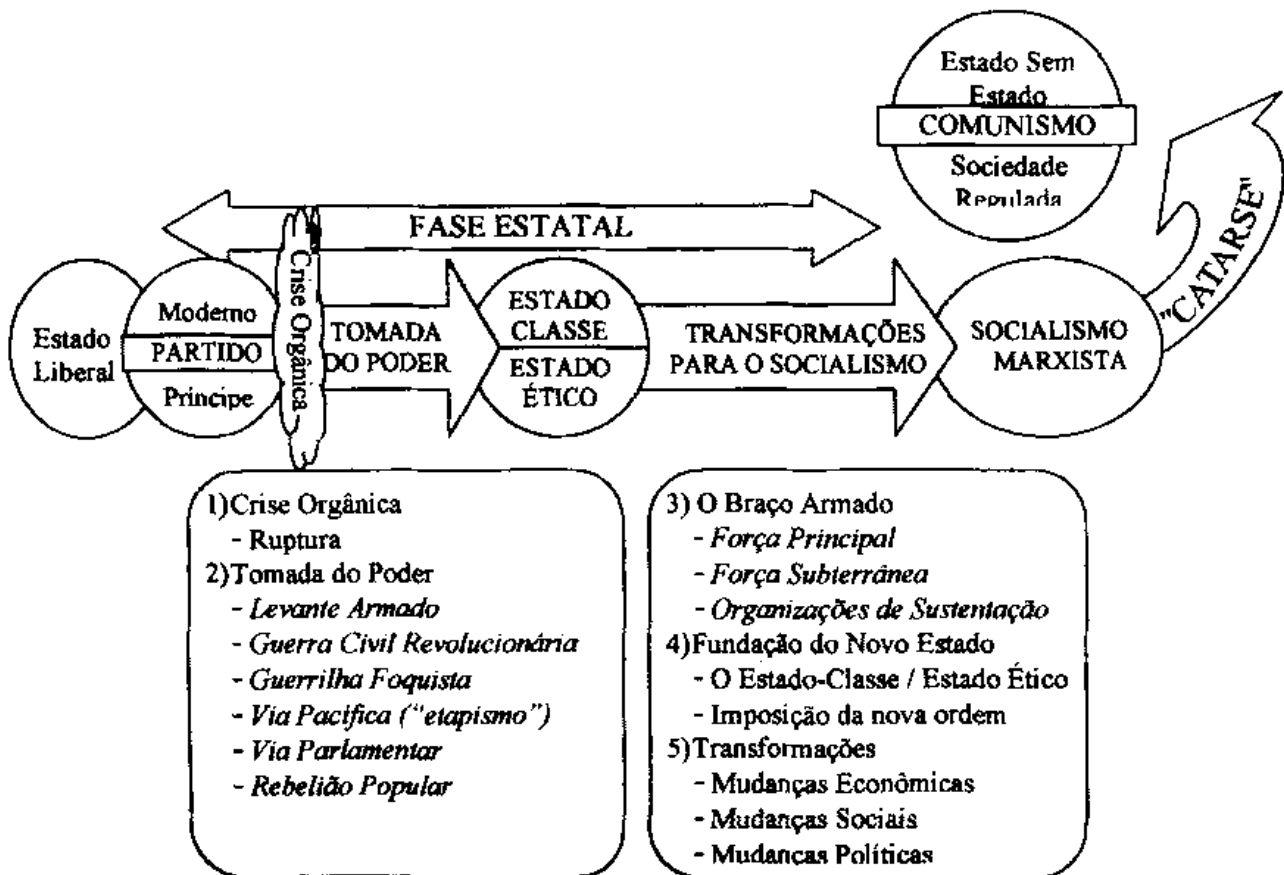 Estado Sem
Estado
COMUNISMO
Sociedade
Regulada
"CATARSE"
FASE ESTATAL
Crise Orgânica
Estado
Liberal
Moderno
PARTIDO
Príncipe
TOMADA
DO PODER
ESTADO
CLASSE
ESTADO
ÉTICO
TRANSFORMAÇÕES
PARA O SOCIALISMO
SOCIALISMO
MARXISTA
1)Crise Orgânica
- Ruptura
2)Tomada do Poder
- Levante Armado
- Guerra Civil Revolucionária
- Guerrilha Foquista
- Via Pacífica ("etapismo")
- Via Parlamentar
- Rebelião Popular
3) O Braço Armado
- Força Principal
- Força Subterrânea
- Organizações de Sustentação
4)Fundação do Novo Estado
- O Estado-Classe / Estado Ético
- Imposição da nova ordem
5)Transformações
- Mudanças Econômicas
- Mudanças Sociais
- Mudanças Políticas